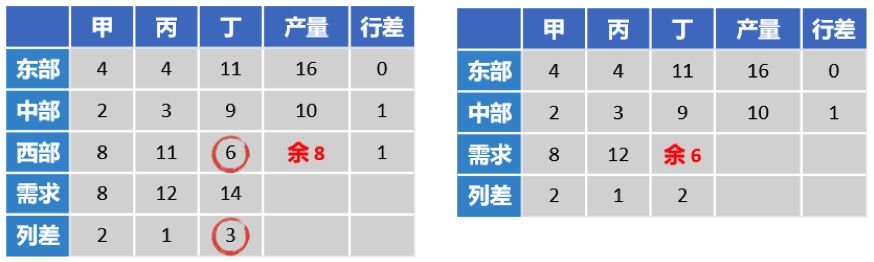 甲 丙 丁 产量 行差
东部 4 4 11 16 0
中部 2 3 9 10 1
西部 8 11 6 余 8 1
需求 8 12 14
列差 2 1 3
甲 丙 丁 产量 行差
东部 4 4 11 16 0
中部 2 3 9 10 1
需求 8 12 余 6
列差 2 1 2